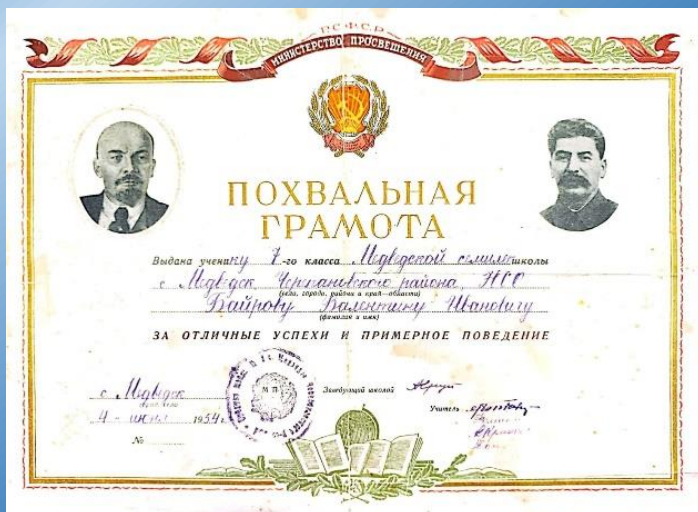 РСФСР
МИНИСТЕРСТВО ПРОСВЕЩЕНИЯ
ПОХВАЛЬНАЯ
ГРАМОТА
Выдана ученику 7-го класса Медведской школы
с Медведск Черепановского района, НСО
(село, город, район и край—область)
Баирову Валентину Ивановичу
(фамилия и имя)
ЗА ОТЛИЧНЫЕ УСПЕХИ И ПРИМЕРНОЕ ПОВЕДЕНИЕ
с. Медведск
Заведующий школой
4 - июня 1954 г.
Учитель
№